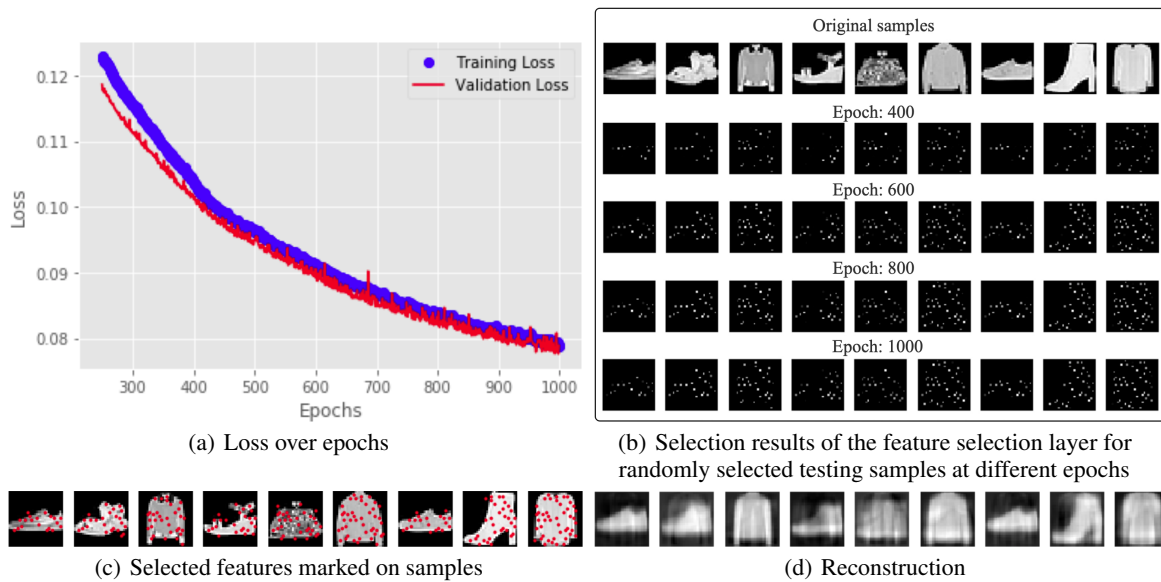 0.12
0.11
0.10
0.09
0.08
Loss
Training Loss
Validation Loss
300 400 500 600 700 800 900 1000
Epochs
(a) Loss over epochs
Original samples
Epoch: 400
Epoch: 600
Epoch: 800
Epoch: 1000
(b) Selection results of the feature selection layer for
randomly selected testing samples at different epochs
(c) Selected features marked on samples
(d) Reconstruction